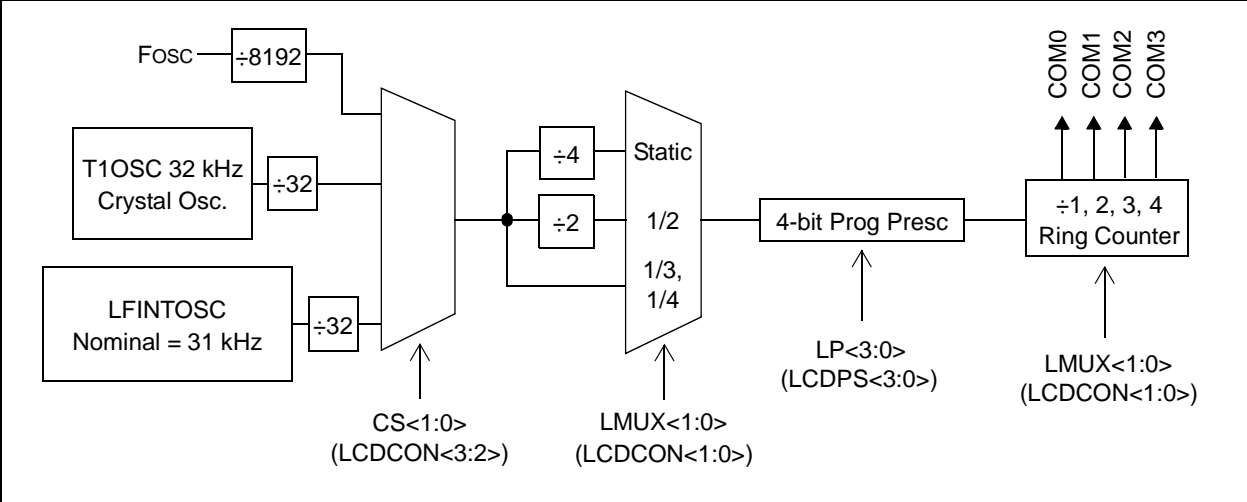 FOSC
÷8192
T1OSC 32 kHz
Crystal Osc.
÷32
LFINTOSC
Nominal = 31 kHz
÷32
CS<1:0>
(LCDCON<3:2>)
÷4
÷2
Static
1/2
1/3,
1/4
LMUX<1:0>
(LCDCON<1:0>)
4-bit Prog Presc
LP<3:0>
(LCDPS<3:0>)
COM0
COM1
COM2
COM3
÷1, 2, 3, 4
Ring Counter
LMUX<1:0>
(LCDCON<1:0>)